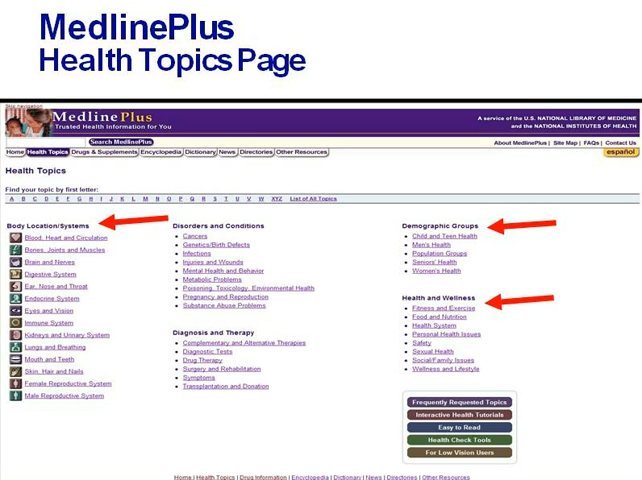 MedlinePlus
Health Topics Page
Skip navigation
MedlinePlus
Trusted Health Information for You
A service of the U.S. NATIONAL LIBRARY OF MEDICINE
and the NATIONAL INSTITUTES OF HEALTH
Search MedlinePlus
About MedlinePlus | Site Map | FAQs | Contact Us
Home Health Topics Drugs & Supplements Encyclopedia Dictionary News Directories Other Resources
español
Health Topics
Find your topic by first letter:
A B C D E F G H I J K L M N O P Q R S T U V W XYZ List of All Topics
Body Location/Systems
Blood, Heart and Circulation
Bones, Joints and Muscles
Brain and Nerves
Digestive System
Ear, Nose and Throat
Endocrine System
Eyes and Vision
Immune System
Kidneys and Urinary System
Lungs and Breathing
Mouth and Teeth
Skin, Hair and Nails
Female Reproductive System
Male Reproductive System
Disorders and Conditions
Cancers
Genetics/Birth Defects
Infections
Injuries and Wounds
Mental Health and Behavior
Metabolic Problems
Poisoning, Toxicology, Environmental Health
Pregnancy and Reproduction
Substance Abuse Problems
Diagnosis and Therapy
Complementary and Alternative Therapies
Diagnostic Tests
Drug Therapy
Surgery and Rehabilitation
Symptoms
Transplantation and Donation
Demographic Groups
Child and Teen Health
Men's Health
Population Groups
Seniors' Health
Women's Health
Health and Wellness
Fitness and Exercise
Food and Nutrition
Health System
Personal Health Issues
Safety
Sexual Health
Social/Family Issues
Wellness and Lifestyle
Frequently Requested Topics
Interactive Health Tutorials
Easy to Read
Health Check Tools
For Low Vision Users
Home | Health Topics | Drug Information | Encyclopedia | Dictionary | News | Directories | Other Resources